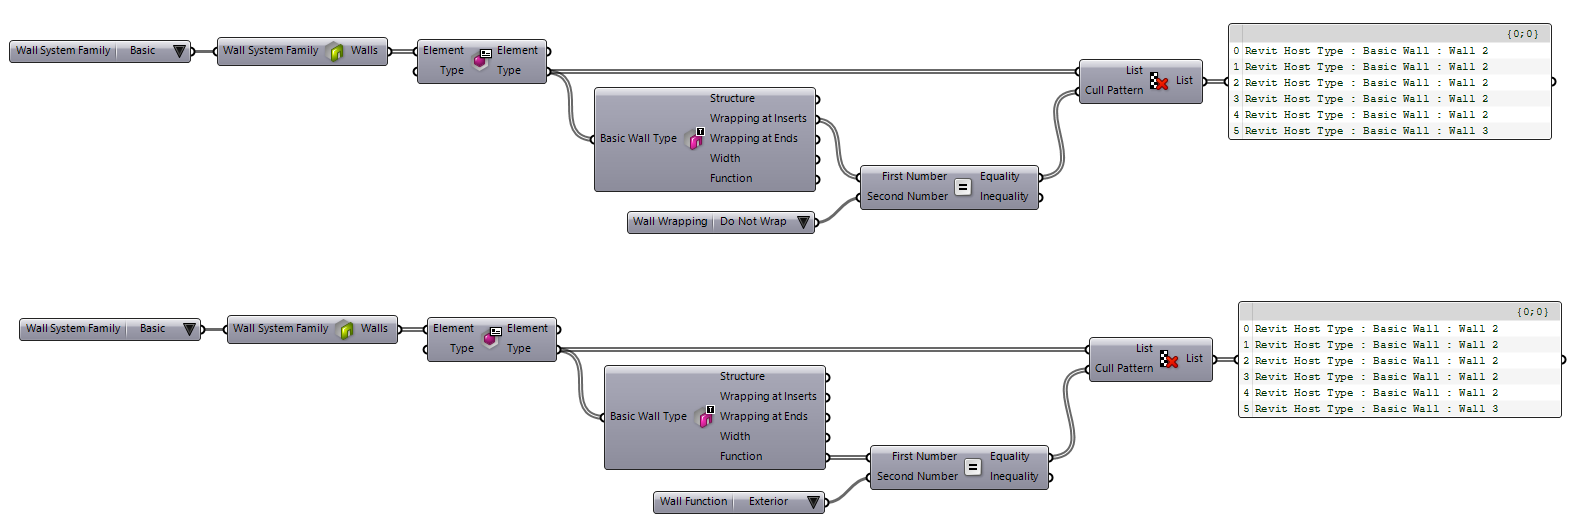 Wall System Family Basic
Wall System Family Walls
Element Element
Type Type
Structure
Wrapping at Inserts
Basic Wall Type Wrapping at Ends
Width
Function
Wall Wrapping Do Not Wrap
First Number Equality
Second Number Inequality
List
Cull Pattern List
{0;0}
0 Revit Host Type : Basic Wall : Wall 2
1 Revit Host Type : Basic Wall : Wall 2
2 Revit Host Type : Basic Wall : Wall 2
3 Revit Host Type : Basic Wall : Wall 2
4 Revit Host Type : Basic Wall : Wall 2
5 Revit Host Type : Basic Wall : Wall 3
Wall System Family Basic
Wall System Family Walls
Element Element
Type Type
Structure
Wrapping at Inserts
Basic Wall Type Wrapping at Ends
Width
Function
Wall Function Exterior
First Number Equality
Second Number Inequality
List
Cull Pattern List
{0;0}
0 Revit Host Type : Basic Wall : Wall 2
1 Revit Host Type : Basic Wall : Wall 2
2 Revit Host Type : Basic Wall : Wall 2
3 Revit Host Type : Basic Wall : Wall 2
4 Revit Host Type : Basic Wall : Wall 2
5 Revit Host Type : Basic Wall : Wall 3